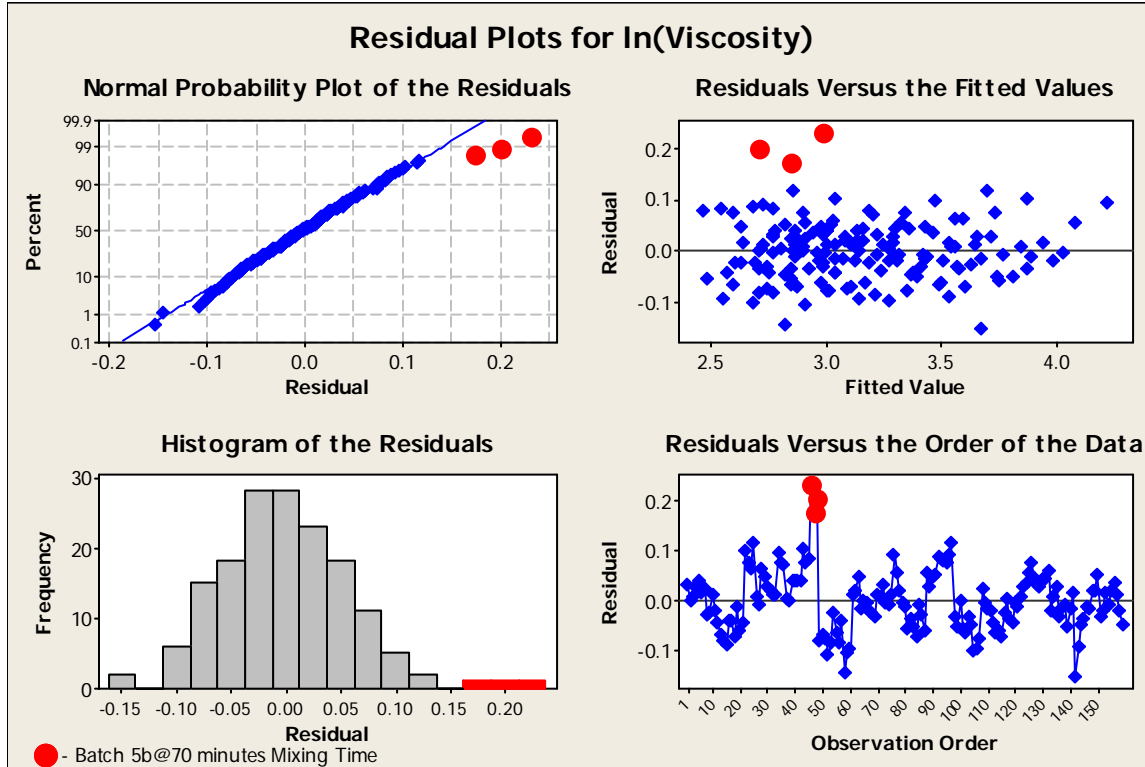 Residual Plots for ln(Viscosity)
Normal Probability Plot of the Residuals
99.9
99
90
50
10
1
0.1
Percent
-0.2 -0.1 0.0 0.1 0.2
Residual
Residuals Versus the Fitted Values
0.2
0.1
0.0
-0.1
Residual
2.5 3.0 3.5 4.0
Fitted Value
Histogram of the Residuals
30
20
10
0
Frequency
-0.15 -0.10 -0.05 0.00 0.05 0.10 0.15 0.20
Residual
- Batch 5b@70 minutes Mixing Time
Residuals Versus the Order of the Data
0.2
0.1
0.0
-0.1
Residual
1 10 20 30 40 50 60 70 80 90 100 110 120 130 140 150
Observation Order